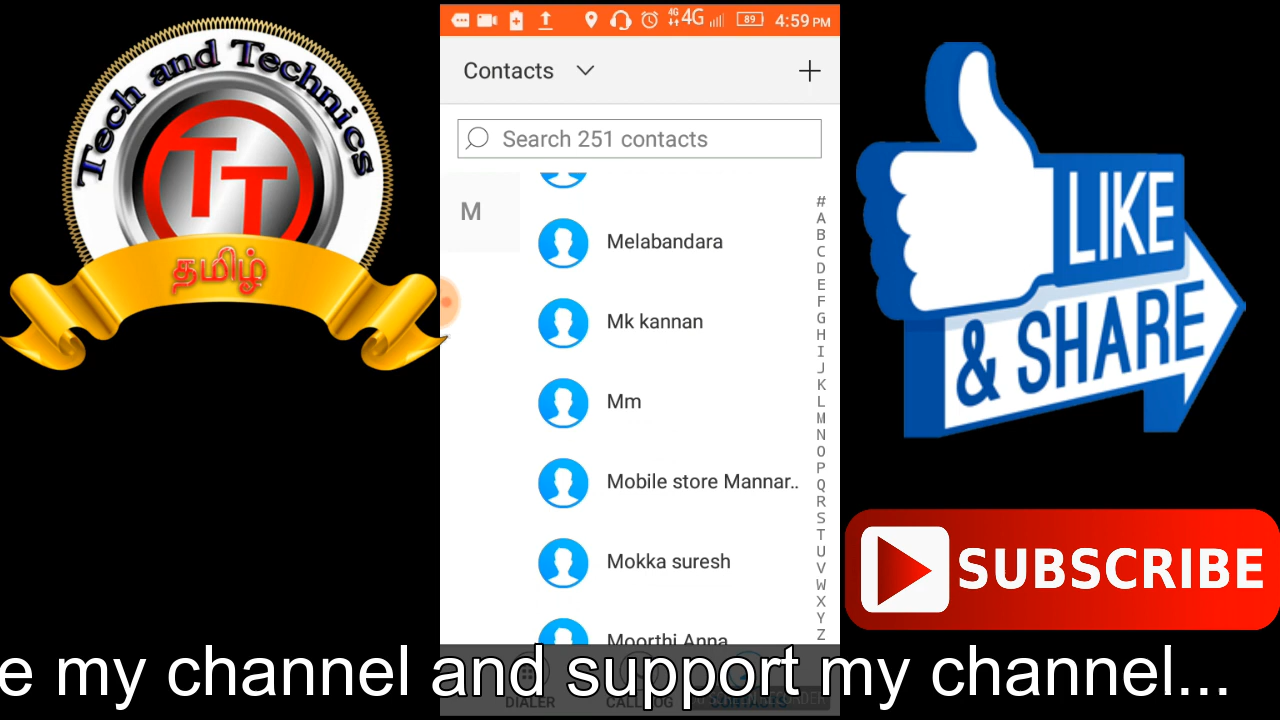 Tech and Technics
TT
தமிழ்
4G 4G 89 4:59 PM
Contacts
Search 251 contacts
M
Melabandara
Mk kannan
Mm
Mobile store Mannar..
Mokka suresh
Moorthi Anna
#
A
B
C
D
E
F
G
H
I
J
K
L
M
N
O
P
Q
R
S
T
U
V
W
X
Y
Z
LIKE
& SHARE
SUBSCRIBE
e my channel and support my channel...
DIALER